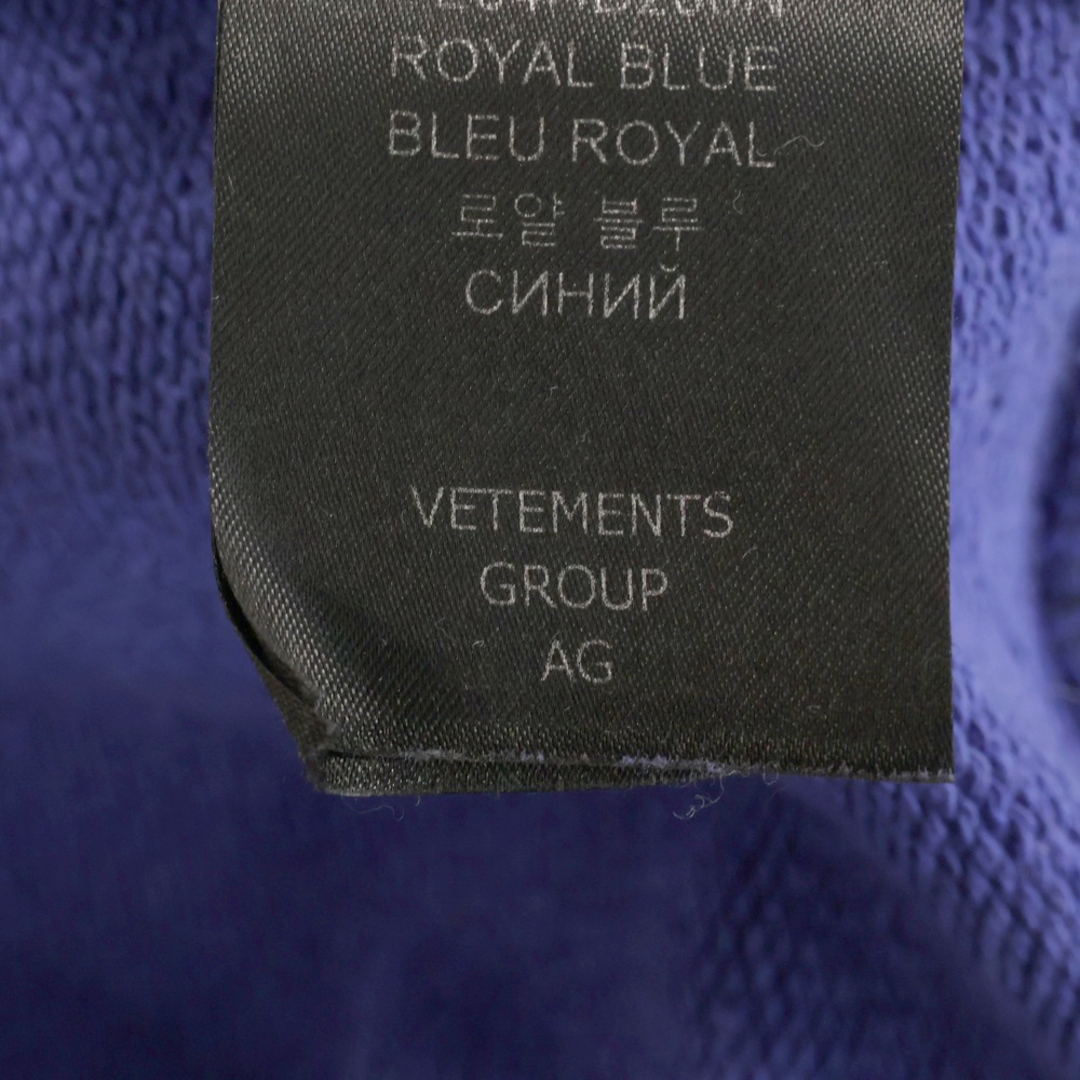 ROYAL BLUE
BLEU ROYAL
로얄 블루
СИНИЙ
VETEMENTS
GROUP
AG